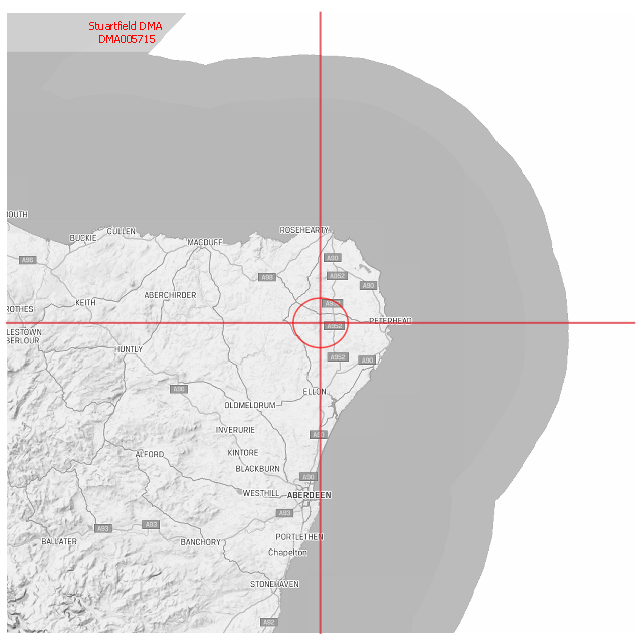 Stuartfield DMA
DMA005715
MOUTH
BUCKIE
CULLEN
ROSEHEARTY
MACDUFF
A98
A90
A952
A98
A90
KEITH
ABERCHIRDER
ROTHES
PETERHEAD
A952
LESTOWN
BERLOUR
HUNTLY
A952
A90
A90
ELLON
OLDMELDRUM
INVERURIE
A90
KINTORE
ALFORD
BLACKBURN
A90
WESTHILL
ABERDEEN
A93
A93
A93
PORTLETHEN
BALLATER
BANCHORY
Chapelton
STONEHAVEN
A92